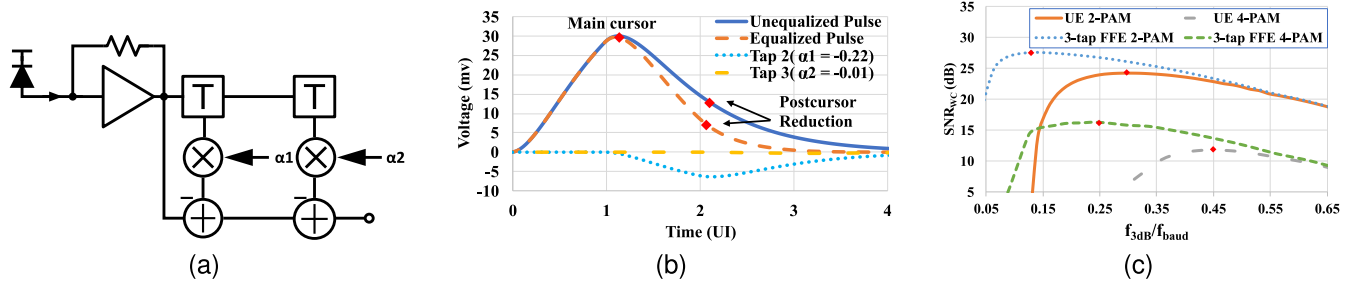 T
T
α1
α2
(a)
Voltage (mv)
35
30
25
20
15
10
5
0
-5
-10
Main cursor
Unequalized Pulse
Equalized Pulse
Tap 2( α1 = -0.22)
Tap 3( α2 = -0.01)
Postcursor
Reduction
0
1
2
3
4
Time (UI)
(b)
SNRWC (dB)
30
25
20
15
10
5
UE 2-PAM
UE 4-PAM
3-tap FFE 2-PAM
3-tap FFE 4-PAM
0.05
0.15
0.25
0.35
0.45
0.55
0.65
f3dB/fbaud
(c)